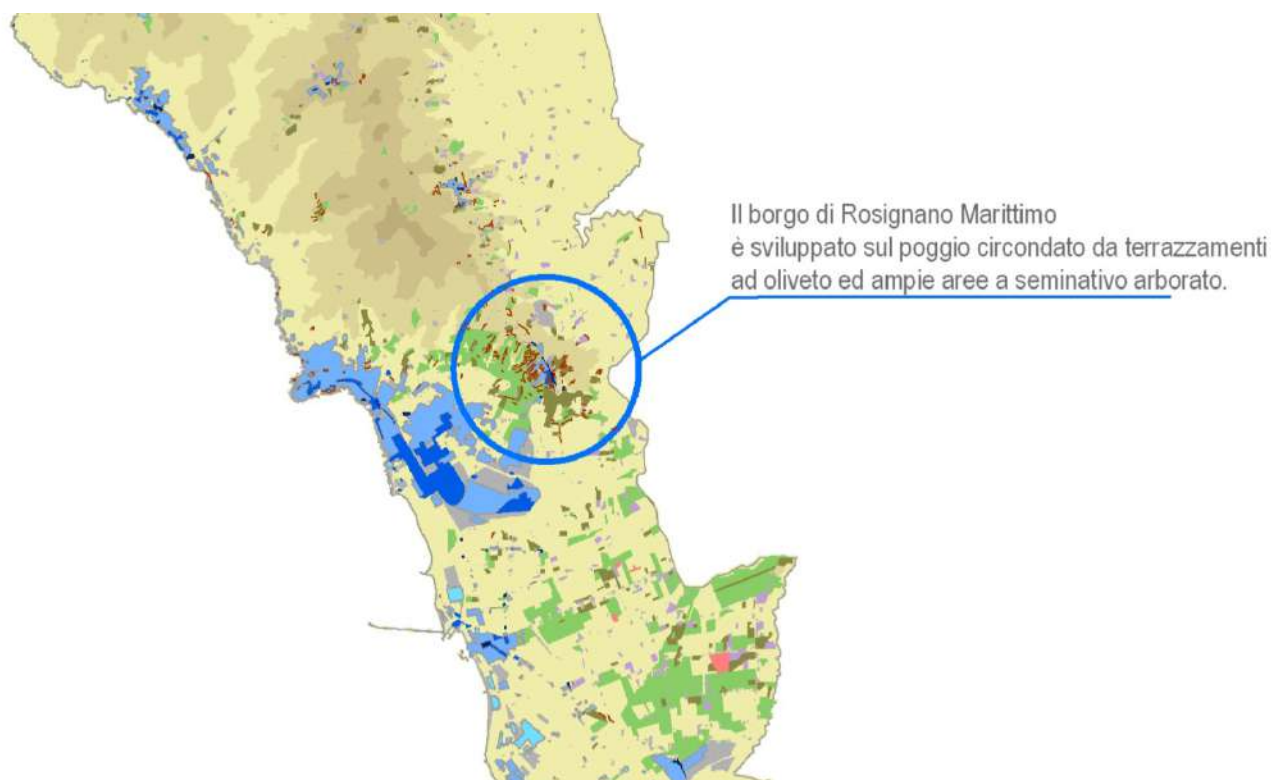 Il borgo di Rosignano Marittimo
è sviluppato sul poggio circondato da terrazzamenti
ad oliveto ed ampie aree a seminativo arborato.